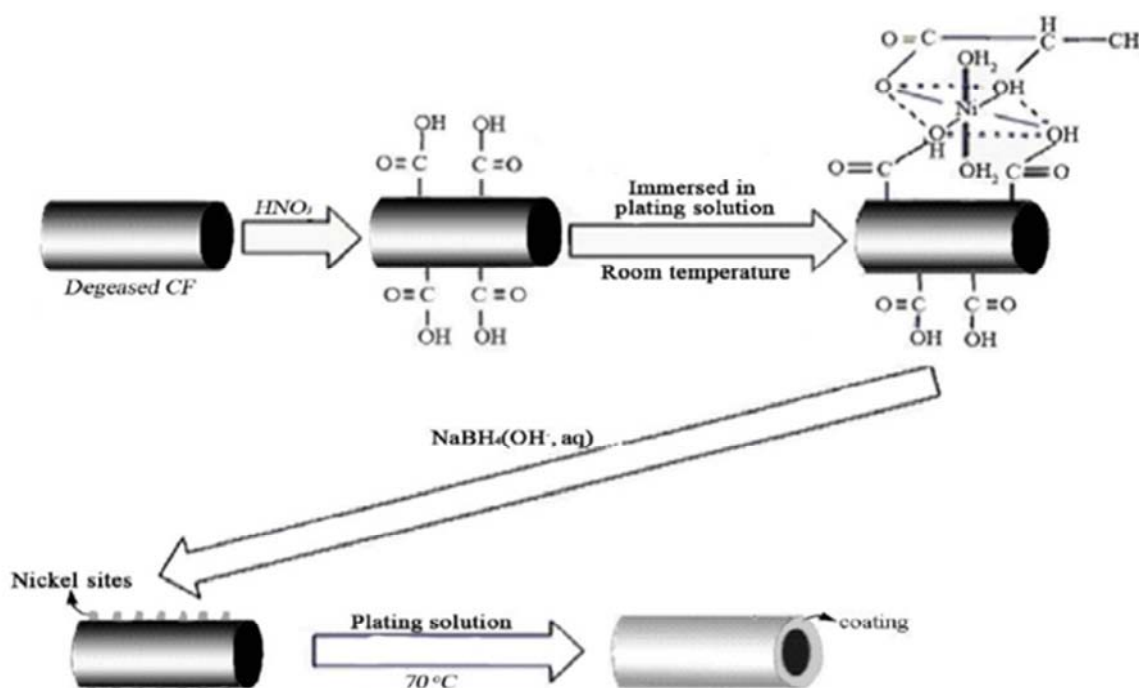 HNO₃
Degeased CF
OH OH
O=C C=O
O=C C=O
OH OH
Immersed in
plating solution
Room temperature
H
O=C C—CH
OH₂
O OH
Ni
O OH
H
O=C OH₂ C≡O
O=C C=O
OH OH
NaBH₄(OH⁻, aq)
Nickel sites
Plating solution
70 °C
coating